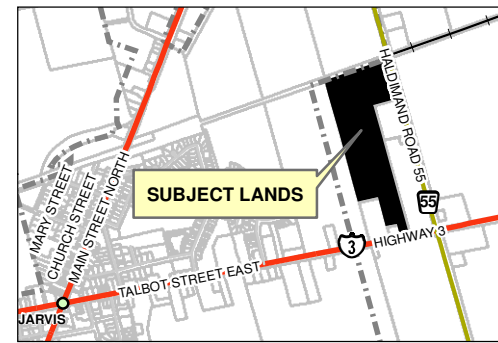 HALDIMAND ROAD 55
MARY STREET
CHURCH STREET
MAIN STREET NORTH
SUBJECT LANDS
55
3
HIGHWAY 3
TALBOT STREET EAST
JARVIS